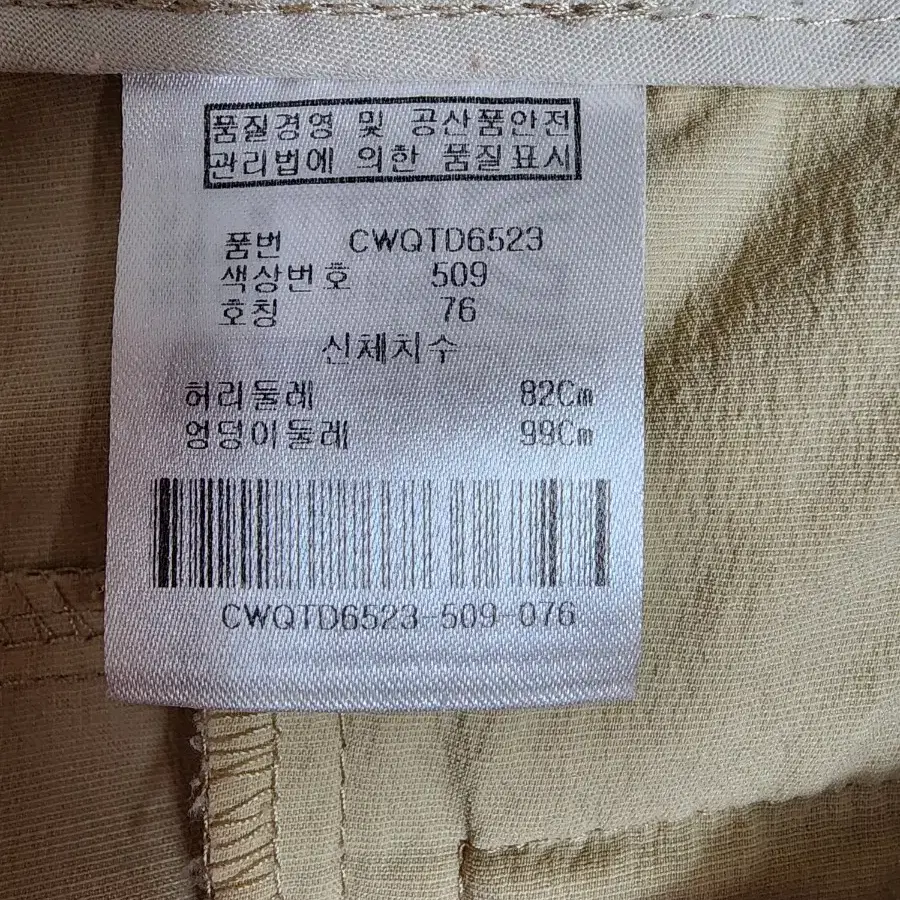 품질경영 및 공산품안전
관리법에 의한 품질표시
품번 CWQTD6523
색상번호 509
호칭 76
신체치수
허리둘레 82Cm
엉덩이둘레 99Cm
CWQTD6523-509-076